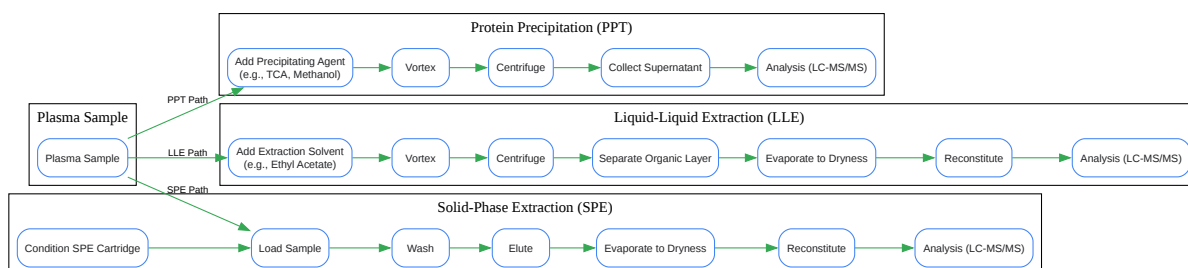 Protein Precipitation (PPT)
Add Precipitating Agent
(e.g., TCA, Methanol)
Vortex
Centrifuge
Collect Supernatant
Analysis (LC-MS/MS)
PPT Path
Plasma Sample
Plasma Sample
LLE Path
SPE Path
Liquid-Liquid Extraction (LLE)
Add Extraction Solvent
(e.g., Ethyl Acetate)
Vortex
Centrifuge
Separate Organic Layer
Evaporate to Dryness
Reconstitute
Analysis (LC-MS/MS)
Solid-Phase Extraction (SPE)
Condition SPE Cartridge
Load Sample
Wash
Elute
Evaporate to Dryness
Reconstitute
Analysis (LC-MS/MS)